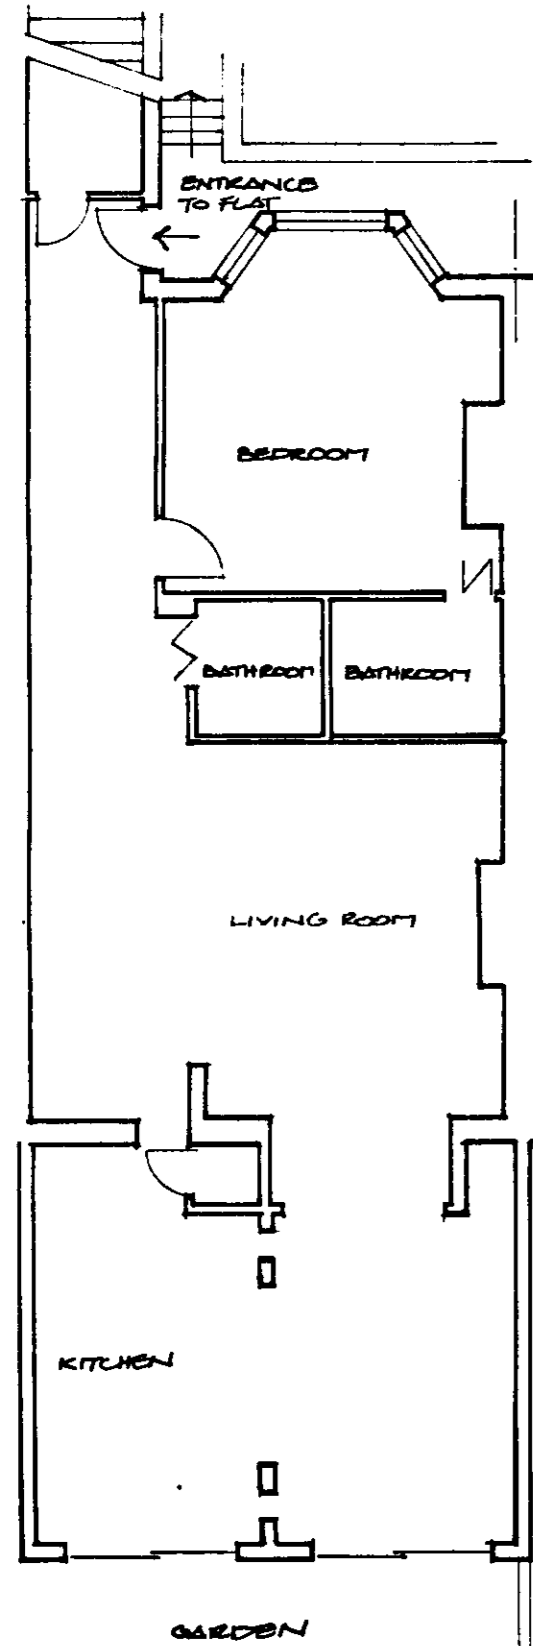 ENTRANCE
TO FLAT
BEDROOM
BATHROOM BATHROOM
LIVING ROOM
KITCHEN
GARDEN